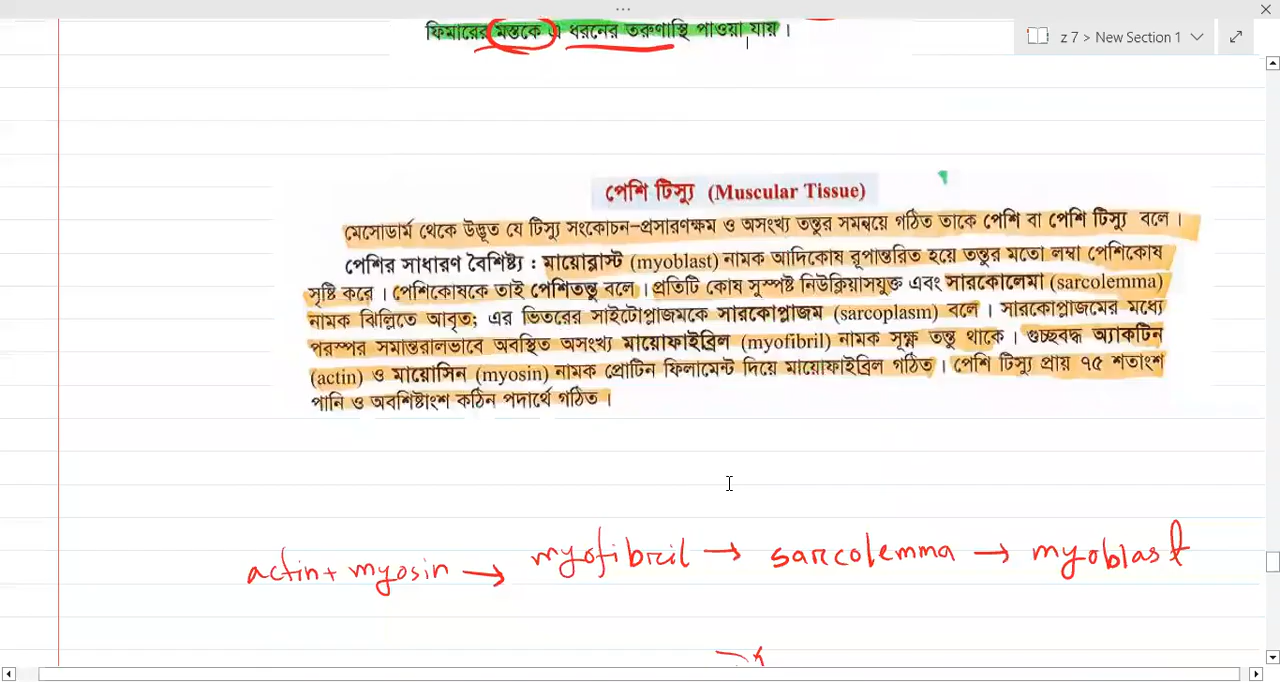 ফিমারের মস্তকে এ ধরনের তরুণাস্থি পাওয়া যায় ।
z 7 > New Section 1
পেশি টিস্যু (Muscular Tissue)
মেসোডার্ম থেকে উদ্ভূত যে টিস্যু সংকোচন-প্রসারণক্ষম ও অসংখ্য তন্তুর সমন্বয়ে গঠিত তাকে পেশি বা পেশি টিস্যু বলে ।
পেশির সাধারণ বৈশিষ্ট্য : মায়োব্লাস্ট (myoblast) নামক আদিকোষ রূপান্তরিত হয়ে তন্তুর মতো লম্বা পেশিকোষ
সৃষ্টি করে । পেশিকোষকে তাই পেশিতন্তু বলে । প্রতিটি কোষ সুস্পষ্ট নিউক্লিয়াসযুক্ত এবং সারকোলেমা (sarcolemma)
নামক ঝিল্লিতে আবৃত; এর ভিতরের সাইটোপ্লাজমকে সারকোপ্লাজম (sarcoplasm) বলে । সারকোপ্লাজমের মধ্যে
পরস্পর সমান্তরালভাবে অবস্থিত অসংখ্য মায়োফাইব্রিল (myofibril) নামক সূক্ষ্ম তন্তু থাকে । গুচ্ছবদ্ধ অ্যাকটিন
(actin) ও মায়োসিন (myosin) নামক প্রোটিন ফিলামেন্ট দিয়ে মায়োফাইব্রিল গঠিত । পেশি টিস্যু প্রায় ৭৫ শতাংশ
পানি ও অবশিষ্টাংশ কঠিন পদার্থে গঠিত ।
actin + myosin → myofibril → sarcolemma → myoblast